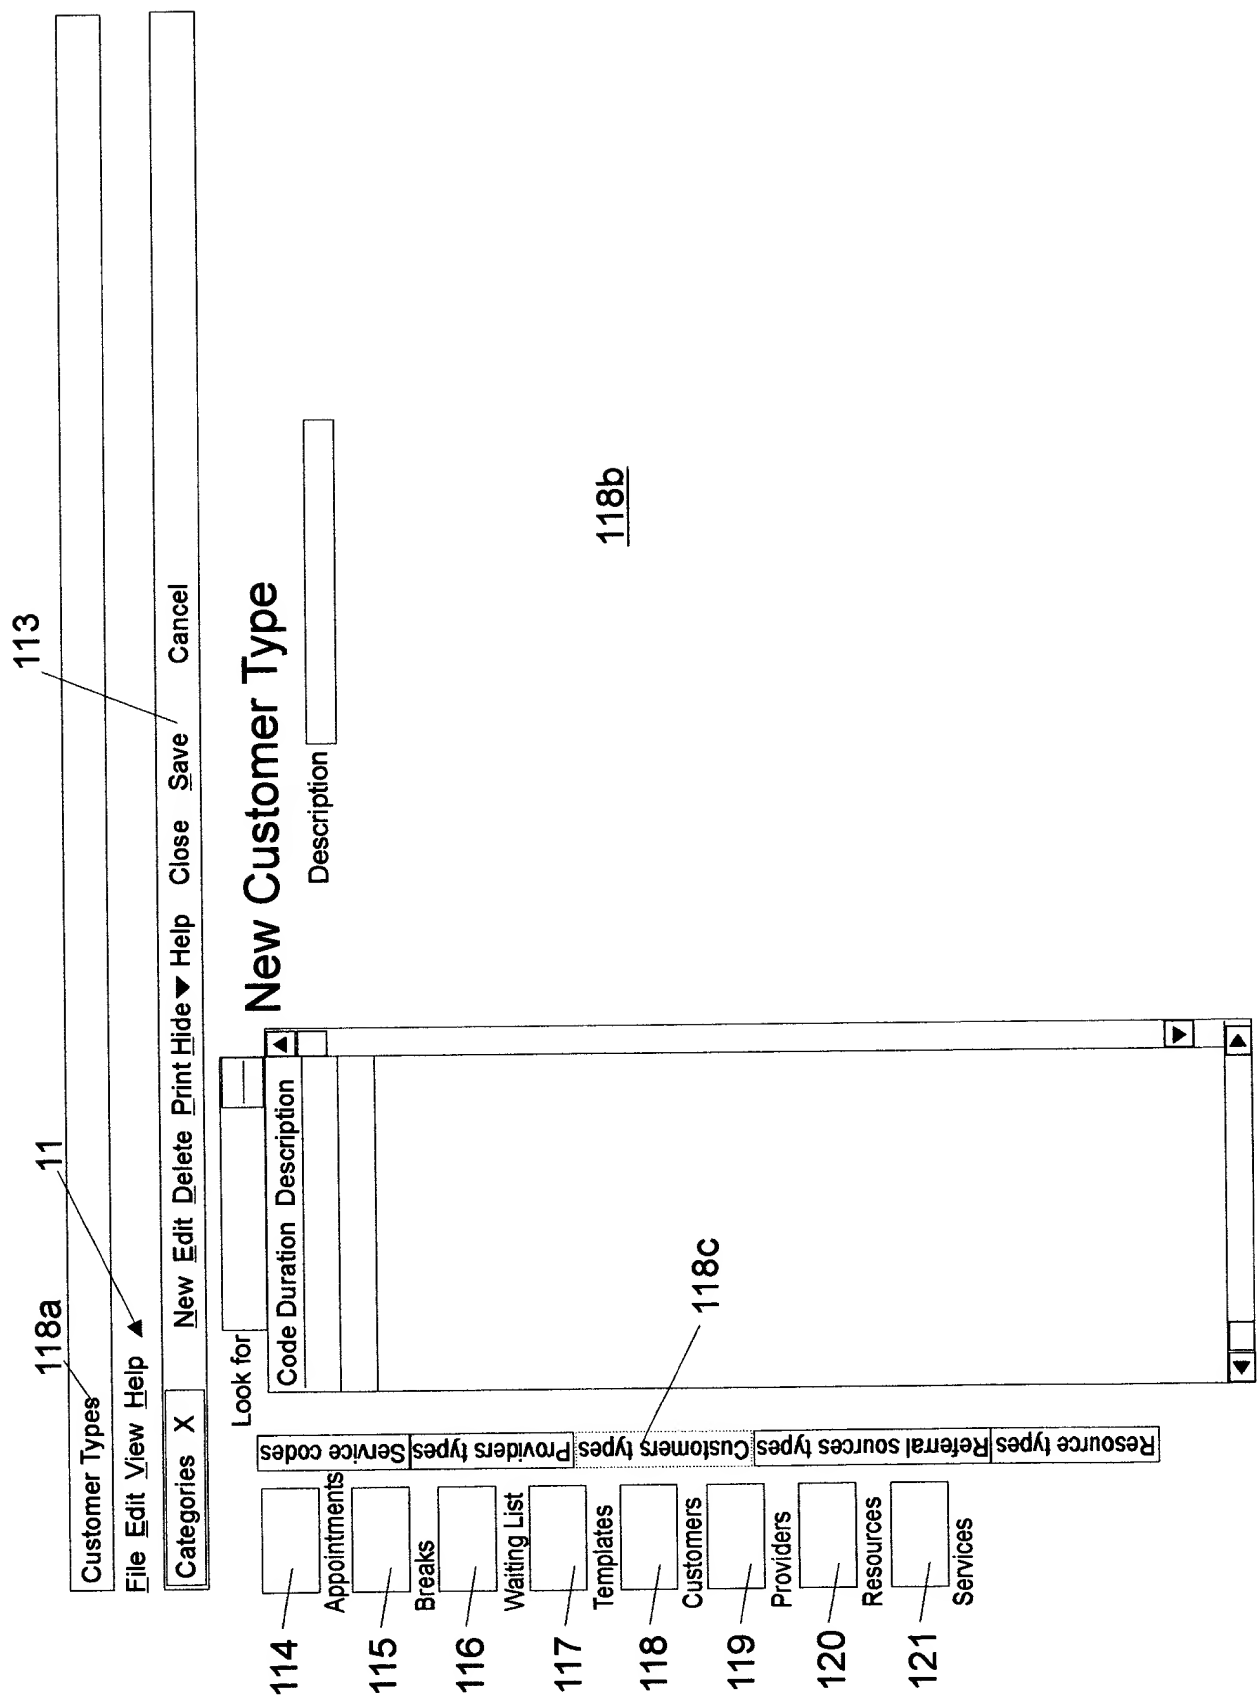 118a
11
113
Customer Types
File Edit View Help ▲
Categories X New Edit Delete Print Hide ▼ Help Close Save Cancel
Look for
New Customer Type
Code Duration Description
Description
118b
118c
Service codes
Providers types
Customers types
Referral sources types
Resource types
114
Appointments
115
Breaks
116
Waiting List
117
Templates
118
Customers
119
Providers
120
Resources
121
Services